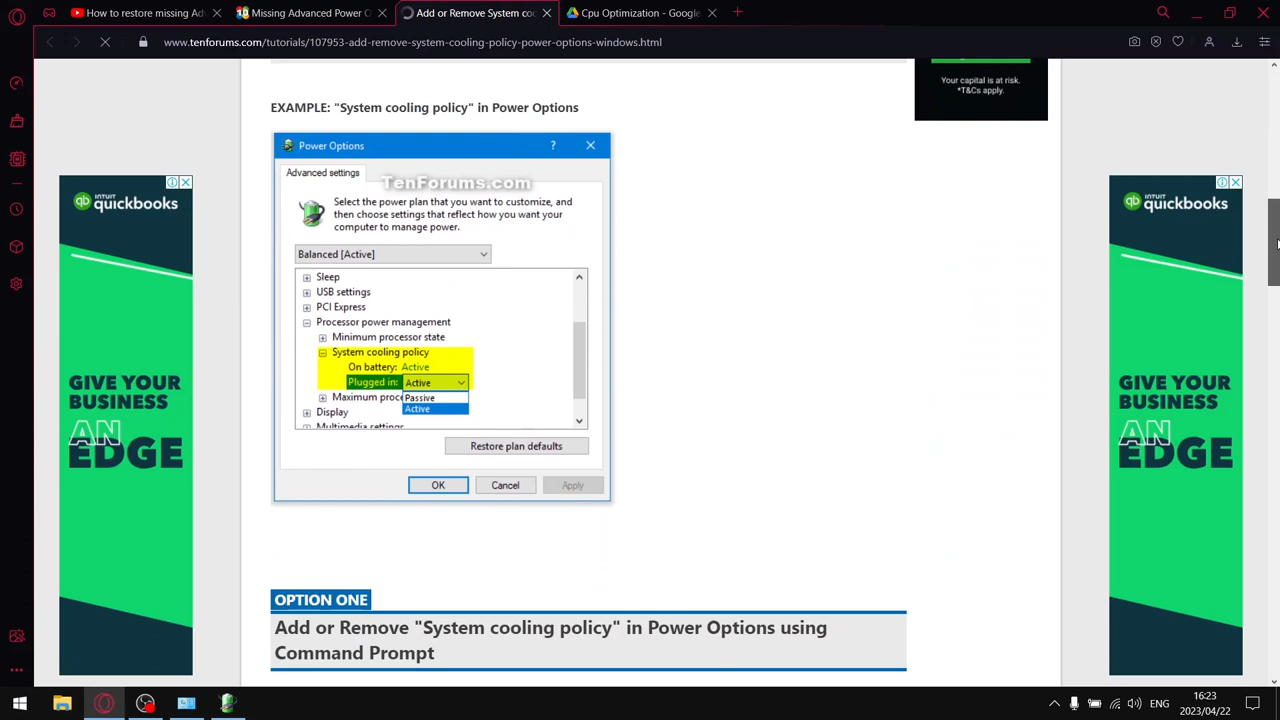 How to restore missing Ad
Missing Advanced Power O
Add or Remove System co
Cpu Optimization - Google
www.tenforums.com/tutorials/107953-add-remove-system-cooling-policy-power-options-windows.html
Your capital is at risk.
*T&Cs apply.
EXAMPLE: "System cooling policy" in Power Options
Power Options
Advanced settings
TenForums.com
Select the power plan that you want to customize, and
then choose settings that reflect how you want your
computer to manage power.
Balanced [Active]
Sleep
USB settings
PCI Express
Processor power management
Minimum processor state
System cooling policy
On battery: Active
Plugged in: Active
Passive
Active
Maximum proce
Display
Multimedia settings
Restore plan defaults
OK
Cancel
Apply
INTUIT
quickbooks
GIVE YOUR
BUSINESS
AN
EDGE
INTUIT
quickbooks
GIVE YOUR
BUSINESS
AN
EDGE
OPTION ONE
Add or Remove "System cooling policy" in Power Options using
Command Prompt
ENG
16:23
2023/04/22